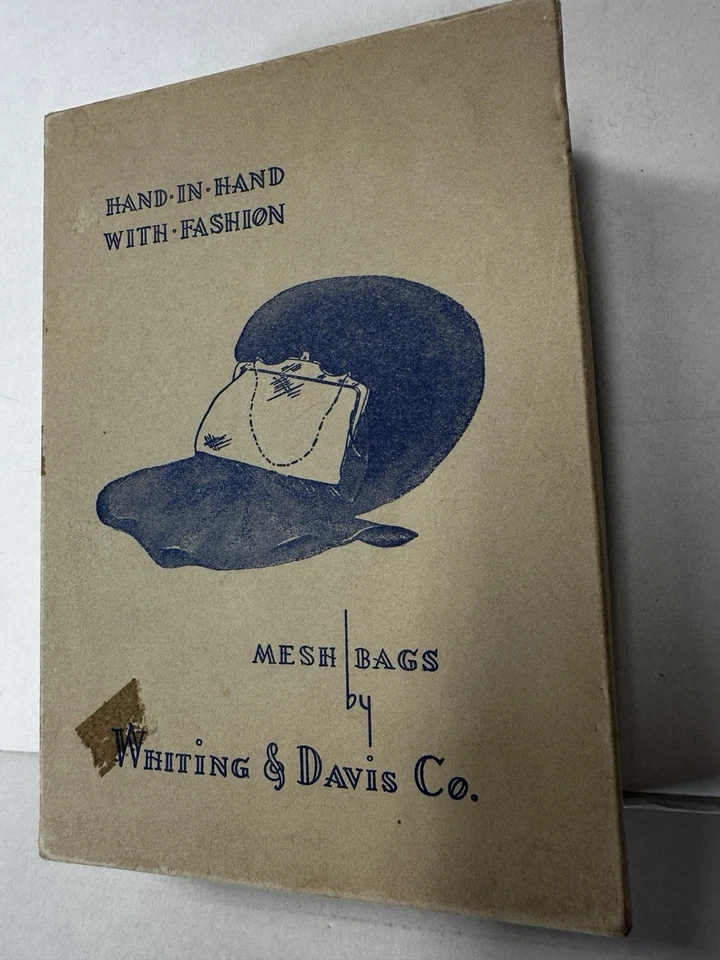 HAND·IN·HAND
WITH·FASHION
MESH BAGS
by
WHITING & DAVIS CO.